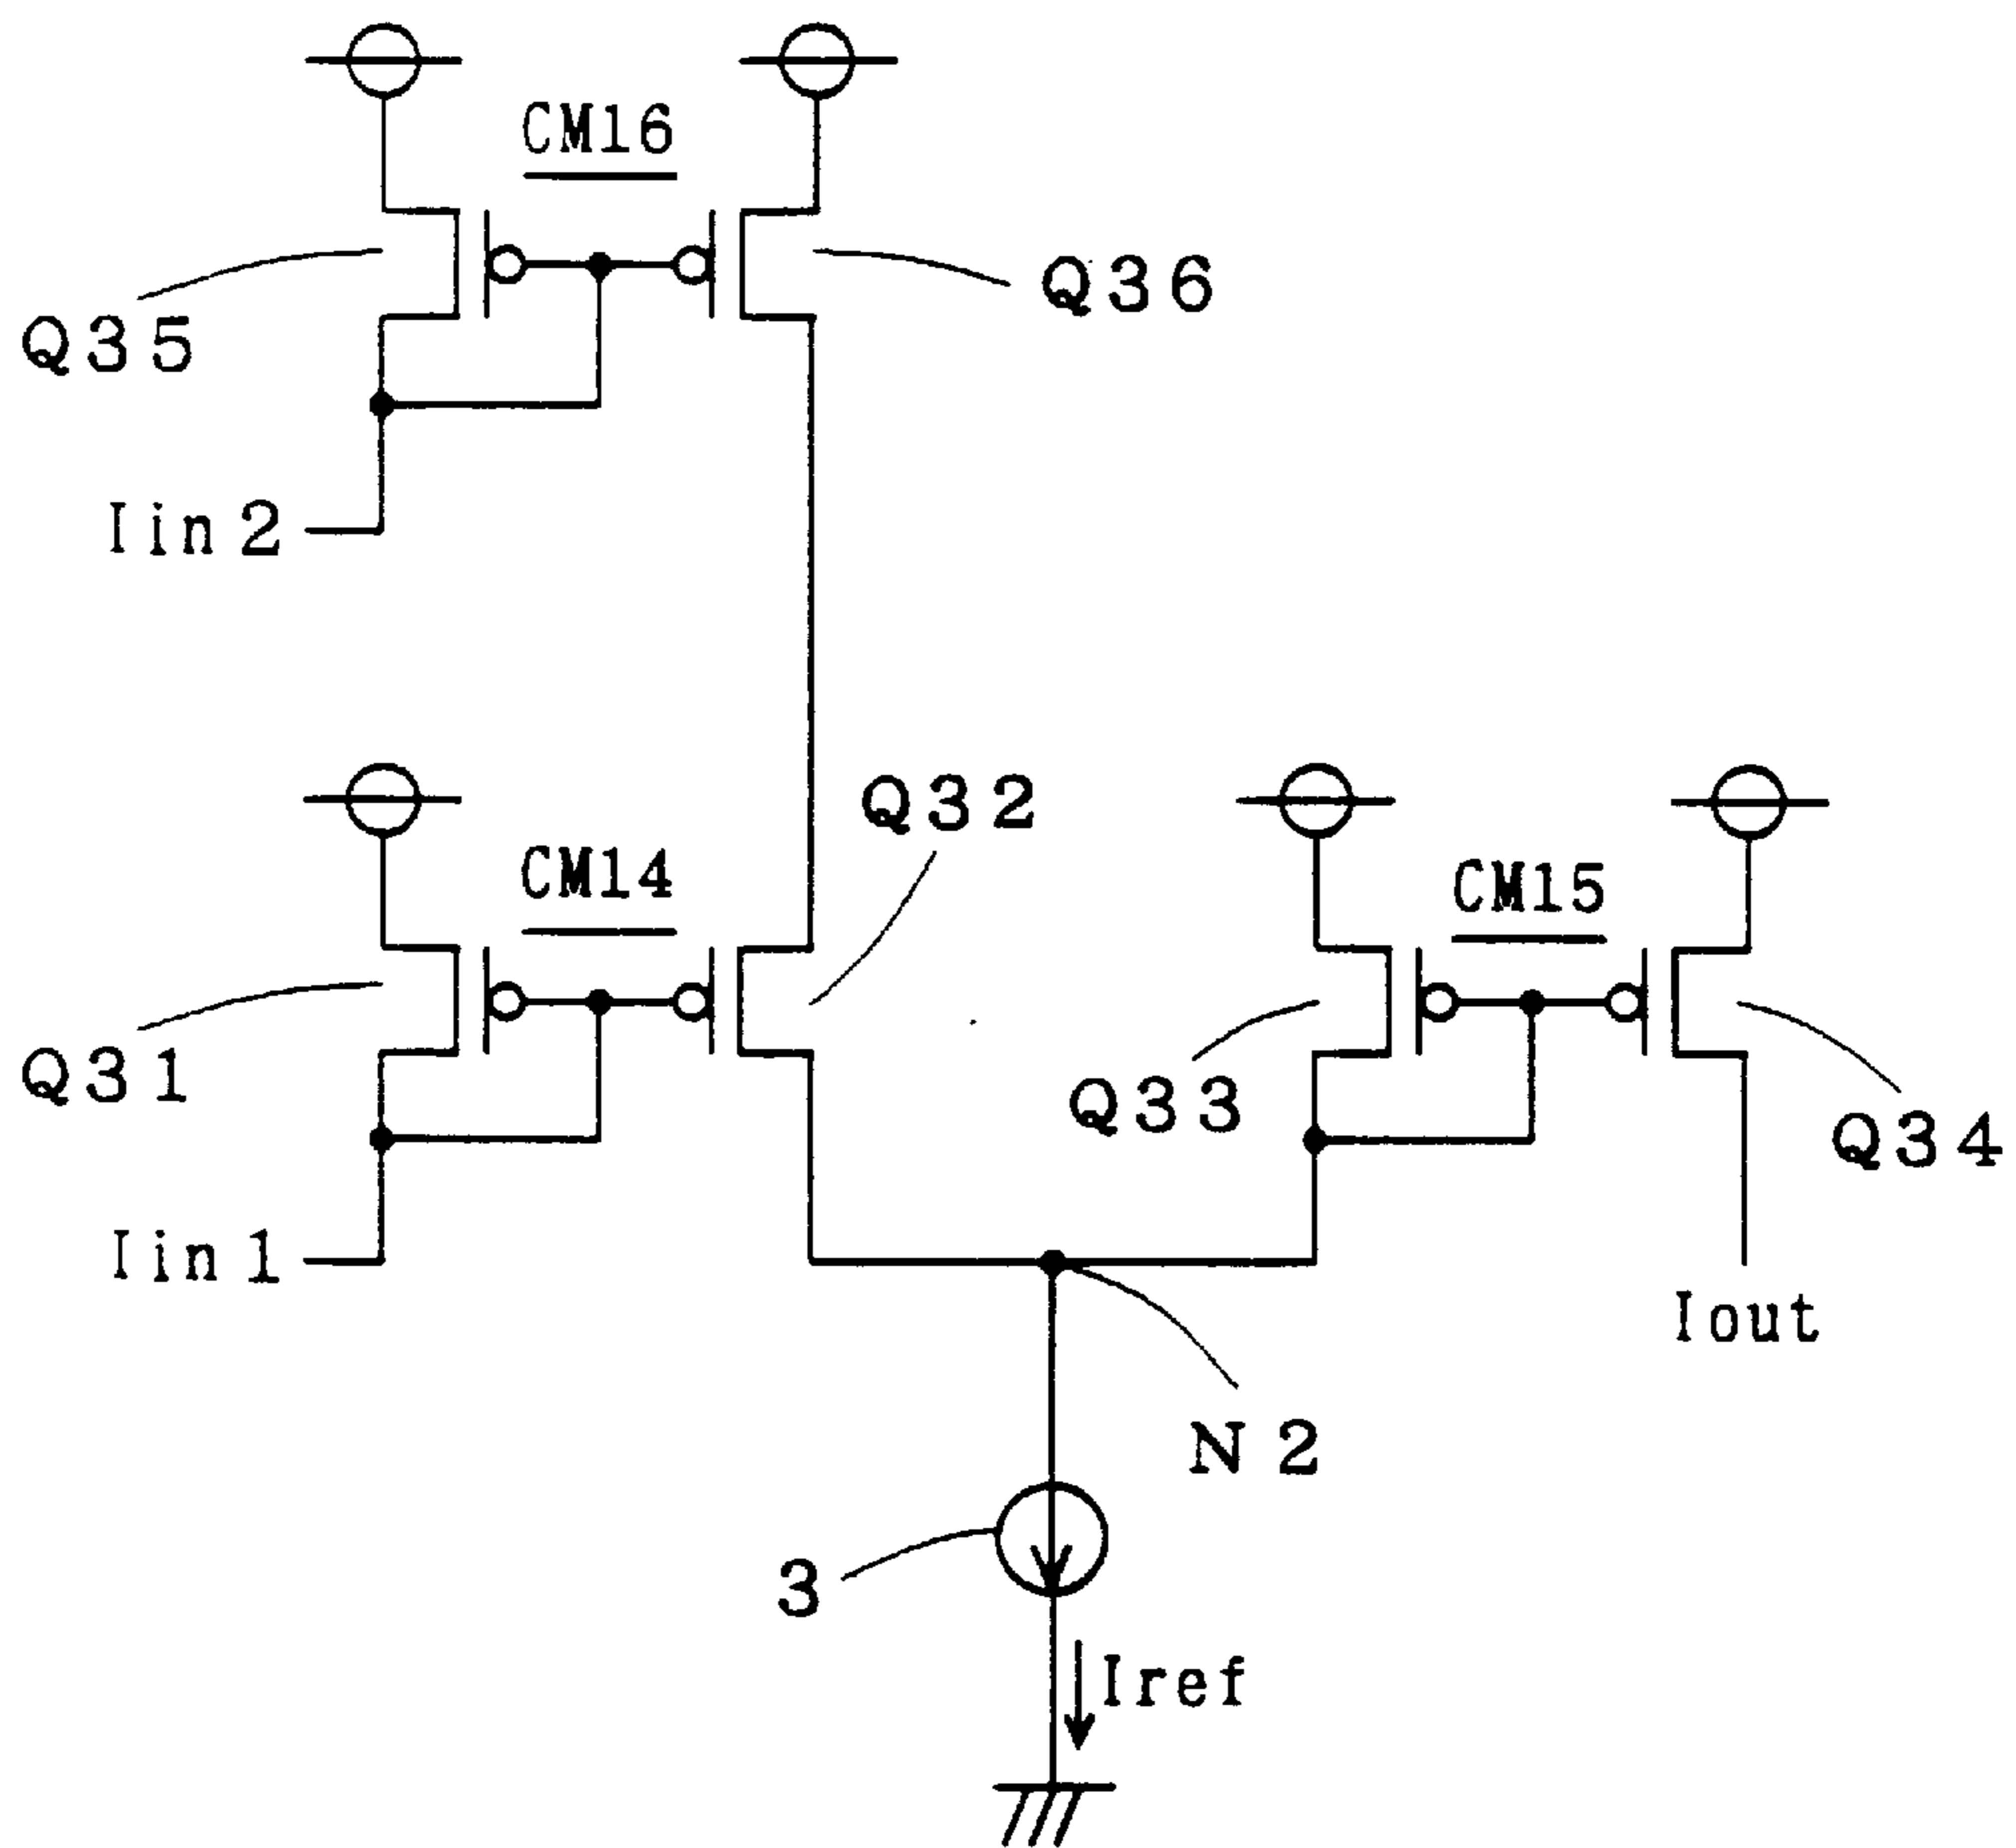 CM16
Q35
Q36
Iin2
Q32
CM14
CM15
Q31
Q33
Q34
Iin1
Iout
N2
3
Iref